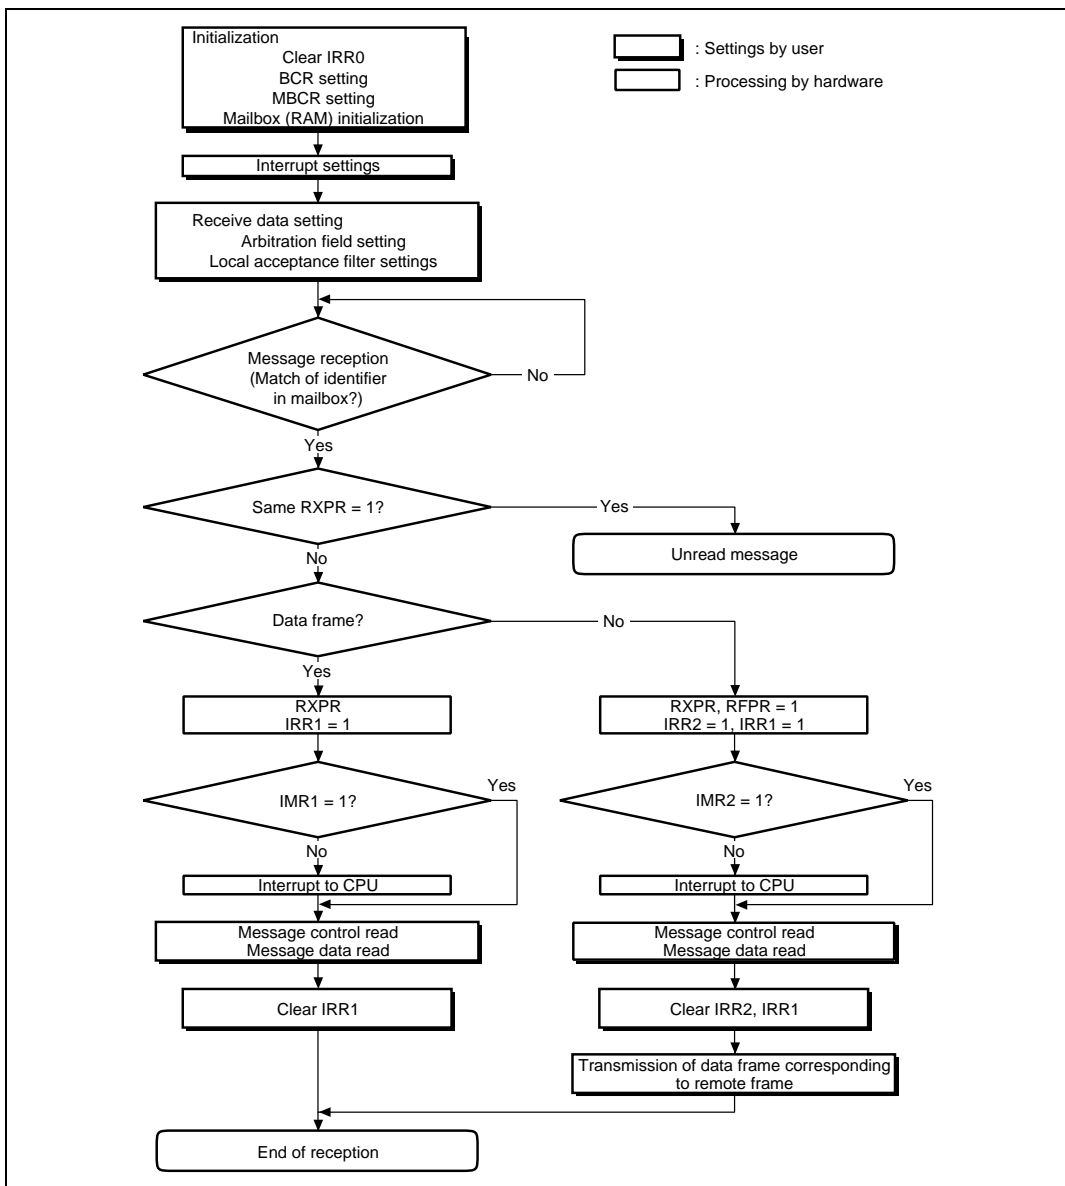 Initialization
Clear IRR0
BCR setting
MBCR setting
Mailbox (RAM) initialization
: Settings by user
: Processing by hardware
Interrupt settings
Receive data setting
Arbitration field setting
Local acceptance filter settings
Message reception
(Match of identifier
in mailbox?)
No
Yes
Same RXPR = 1?
Yes
Unread message
No
Data frame?
No
Yes
RXPR
IRR1 = 1
RXPR, RFPR = 1
IRR2 = 1, IRR1 = 1
IMR1 = 1?
Yes
IMR2 = 1?
Yes
No
No
Interrupt to CPU
Interrupt to CPU
Message control read
Message data read
Message control read
Message data read
Clear IRR1
Clear IRR2, IRR1
Transmission of data frame corresponding
to remote frame
End of reception